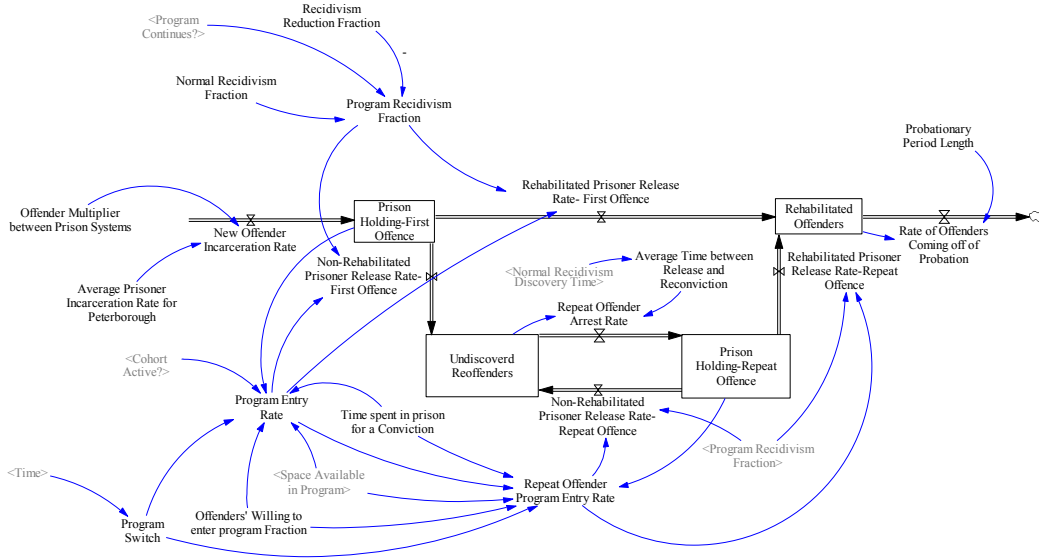 <Program
Continues?>
Recidivism
Reduction Fraction
-
Normal Recidivism
Fraction
Program Recidivism
Fraction
Probationary
Period Length
Offender Multiplier
between Prison Systems
New Offender
Incarceration Rate
Prison
Holding-First
Offence
Rehabilitated Prisoner Release
Rate- First Offence
Rehabilitated
Offenders
Rate of Offenders
Coming off of
Probation
Average Prisoner
Incarceration Rate for
Peterborough
Non-Rehabilitated
Prisoner Release Rate-
First Offence
<Normal Recidivism
Discovery Time>
Average Time between
Release and
Reconviction
Rehabilitated Prisoner
Release Rate-Repeat
Offence
Repeat Offender
Arrest Rate
Undiscoverd
Reoffenders
Prison
Holding-Repeat
Offence
<Cohort
Active?>
Program Entry
Rate
Time spent in prison
for a Conviction
Non-Rehabilitated
Prisoner Release Rate-
Repeat Offence
<Program Recidivism
Fraction>
<Time>
<Space Available
in Program>
Repeat Offender
Program Entry Rate
Program
Switch
Offenders' Willing to
enter program Fraction